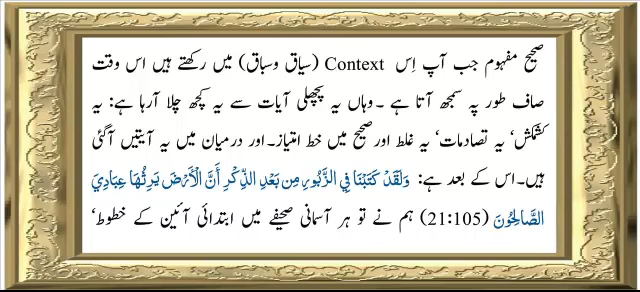 صحیح مفہوم جب آپ اِس Context (سیاق وسباق) میں رکھتے ہیں اس وقت
صاف طور پہ سمجھ آتا ہے ۔ وہاں یہ پچھلی آیات سے یہ کچھ چلا آرہا ہے: یہ
کشمکش‘ یہ تصادمات‘ یہ غلط اور صحیح میں خط امتیاز۔ اور درمیان میں یہ آیتیں آگئی
ہیں۔ اس کے بعد ہے: وَلَقَدْ كَتَبْنَا فِي الزَّبُورِ مِن بَعْدِ الذِّكْرِ أَنَّ الْأَرْضَ يَرِثُهَا عِبَادِيَ
الصَّالِحُونَ (21:105) ہم نے تو ہر آسمانی صحیفے میں ابتدائی آئین کے خطوط‘